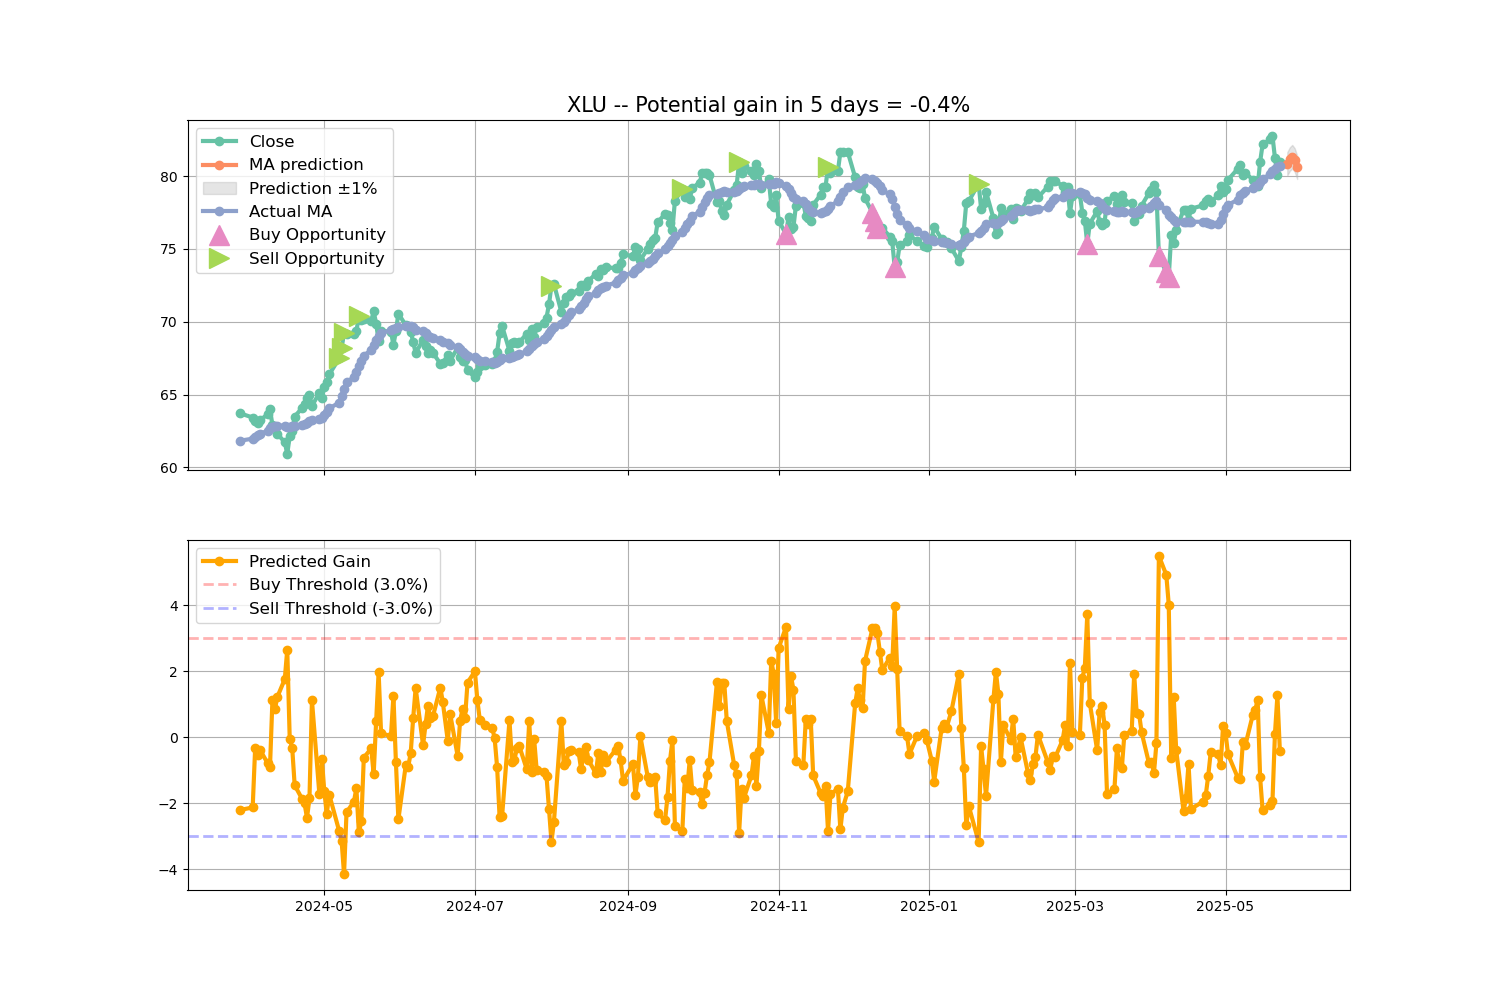 XLU -- Potential gain in 5 days = -0.4%
Close
MA prediction
Prediction ±1%
Actual MA
Buy Opportunity
Sell Opportunity
80
75
70
65
60
Predicted Gain
Buy Threshold (3.0%)
Sell Threshold (-3.0%)
4
2
0
−2
−4
2024-05 2024-07 2024-09 2024-11 2025-01 2025-03 2025-05